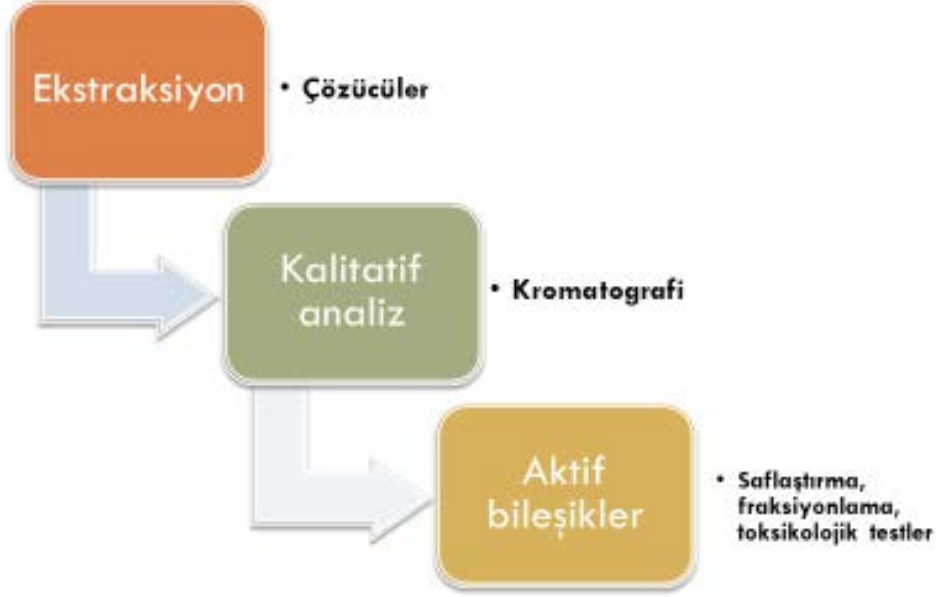 Ekstraksiyon
• Çözücüler
Kalitatif
analiz
• Kromatografi
Aktif
bileşikler
• Saflaştırma,
fraksiyonlama,
toksikolojik testler